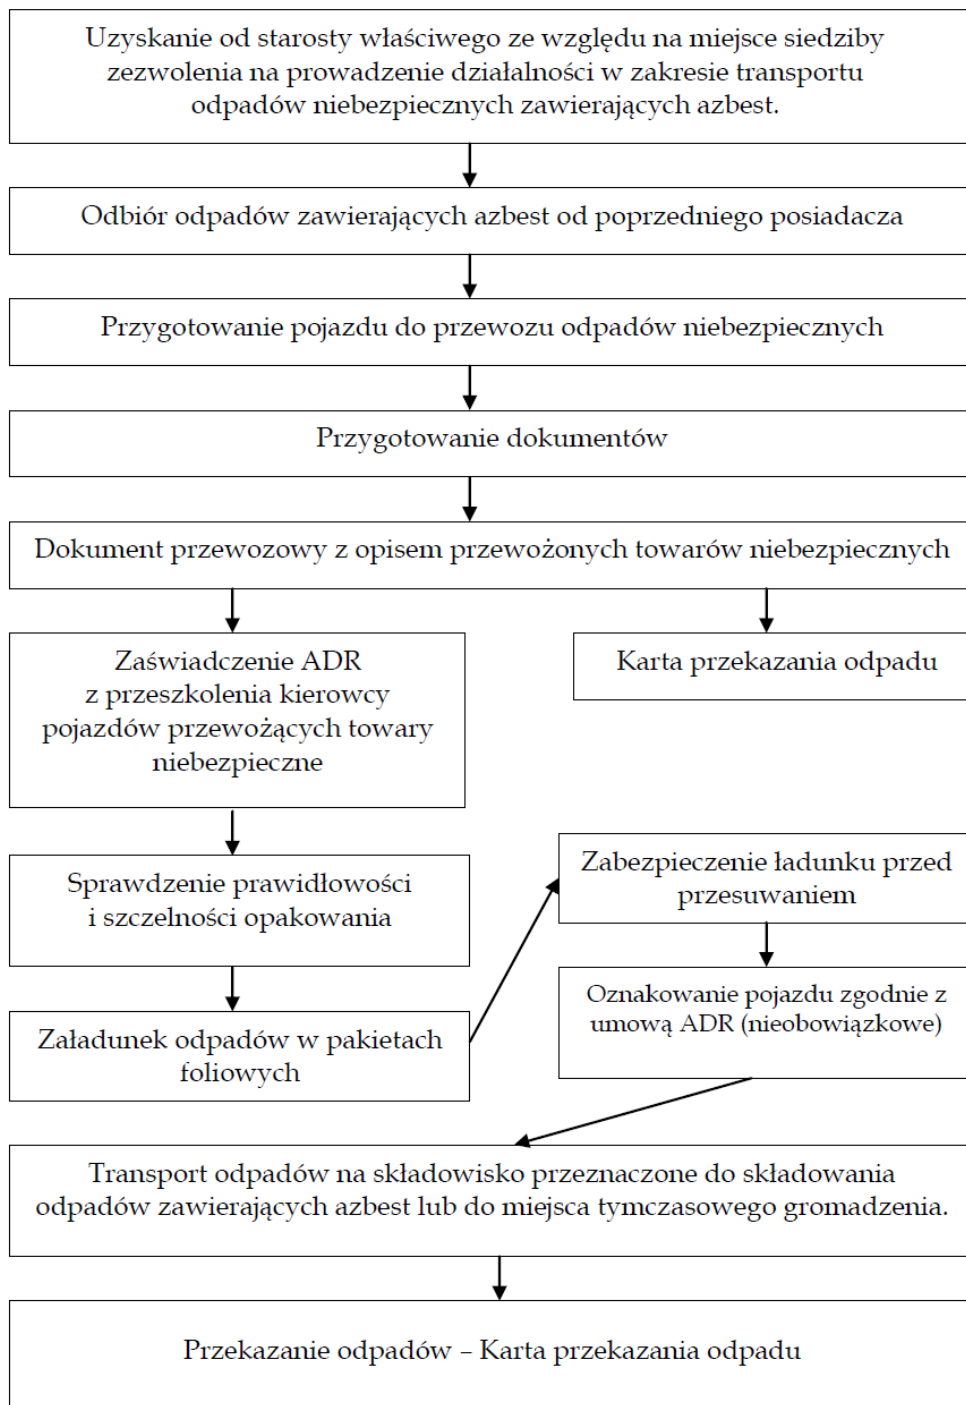 Uzyskanie od starosty właściwego ze względu na miejsce siedziby
zezwolenia na prowadzenie działalności w zakresie transportu
odpadów niebezpiecznych zawierających azbest.
Odbiór odpadów zawierających azbest od poprzedniego posiadacza
Przygotowanie pojazdu do przewozu odpadów niebezpiecznych
Przygotowanie dokumentów
Dokument przewozowy z opisem przewożonych towarów niebezpiecznych
Zaświadczenie ADR
z przeszkolenia kierowcy
pojazdów przewożących towary
niebezpieczne
Karta przekazania odpadu
Sprawdzenie prawidłowości
i szczelności opakowania
Załadunek odpadów w pakietach
foliowych
Zabezpieczenie ładunku przed
przesuwaniem
Oznakowanie pojazdu zgodnie z
umową ADR (nieobowiązkowe)
Transport odpadów na składowisko przeznaczone do składowania
odpadów zawierających azbest lub do miejsca tymczasowego gromadzenia.
Przekazanie odpadów – Karta przekazania odpadu